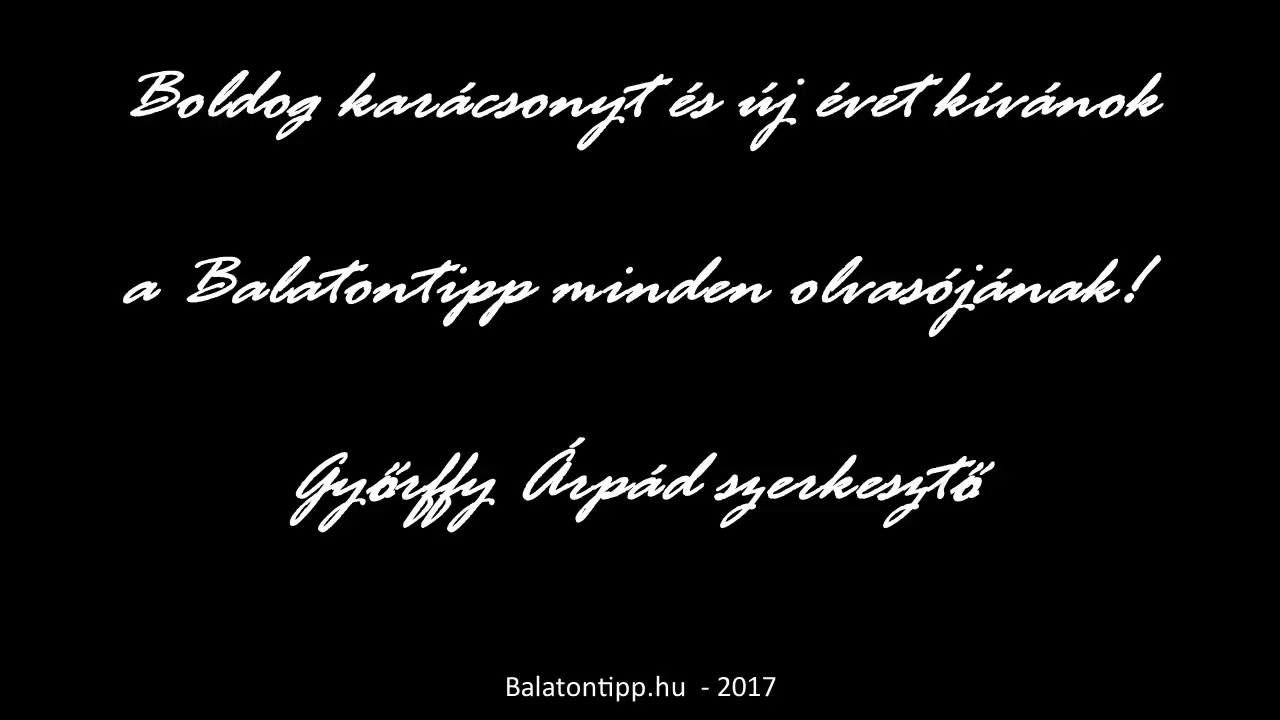 Boldog karácsonyt és új évet kívánok
a Balatontipp minden olvasójának!
Győrffy Árpád szerkesztő
Balatontipp.hu - 2017